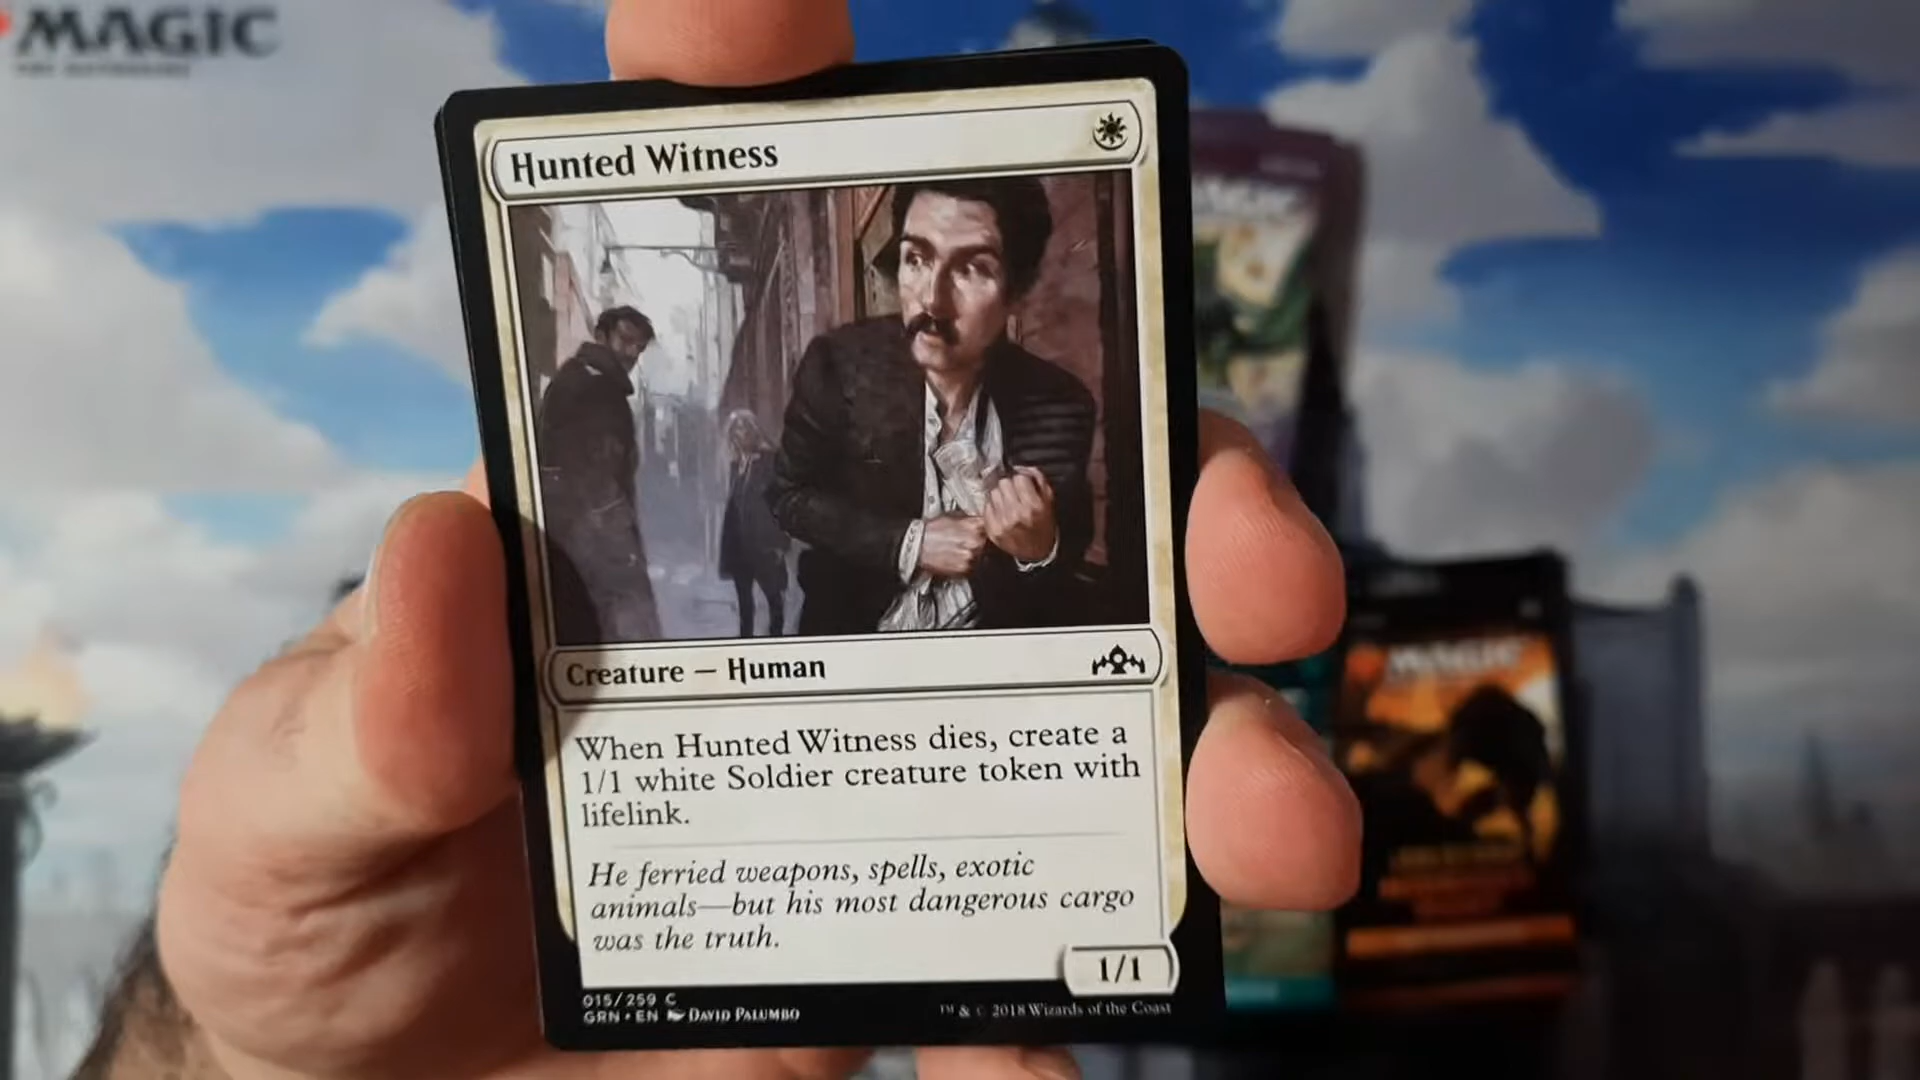 MAGIC
Hunted Witness
Creature — Human
When Hunted Witness dies, create a
1/1 white Soldier creature token with
lifelink.
He ferried weapons, spells, exotic
animals—but his most dangerous cargo
was the truth.
1/1
015/259 C
GRN • EN David Palumbo
™ & © 2018 Wizards of the Coast
MAGIC